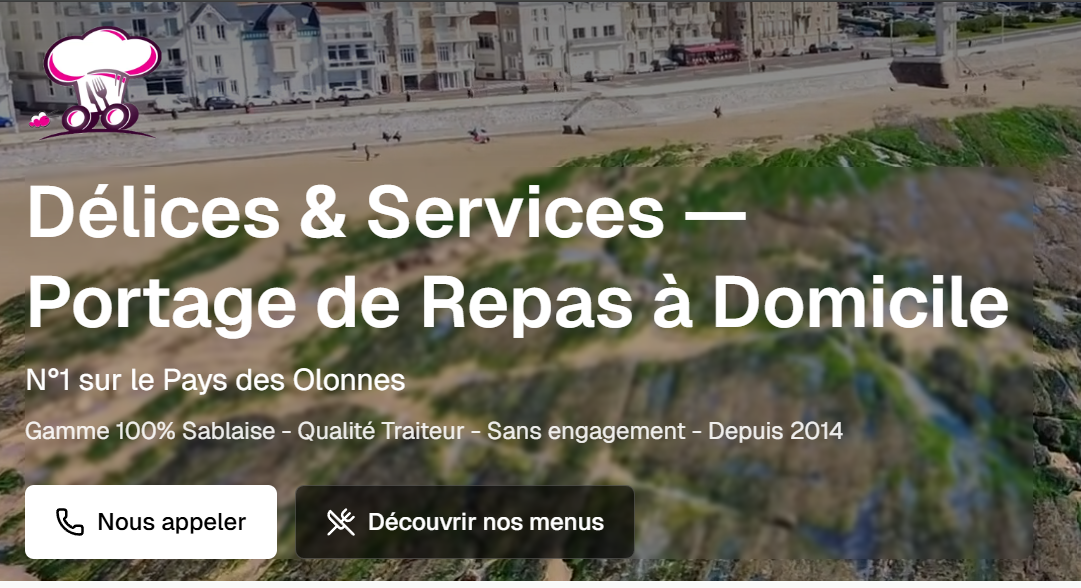 Délices & Services —
Portage de Repas à Domicile
N°1 sur le Pays des Olonnes
Gamme 100% Sablaise - Qualité Traiteur - Sans engagement - Depuis 2014
Nous appeler
Découvrir nos menus